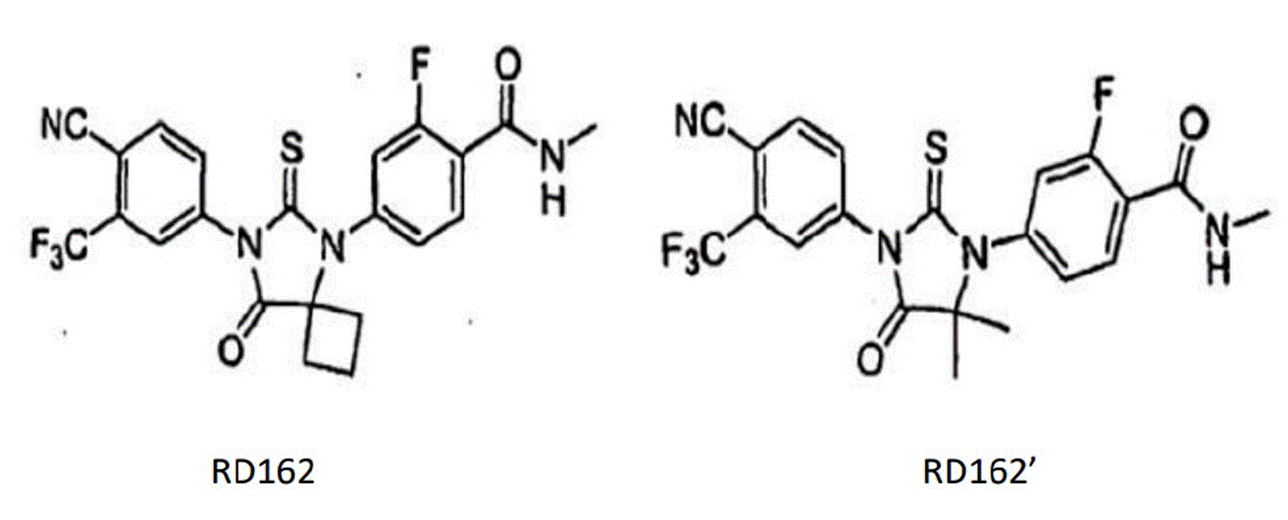 F O F O
NC NC
S S
N H N H
F₃C N N F₃C N N
O O
RD162 RD162’